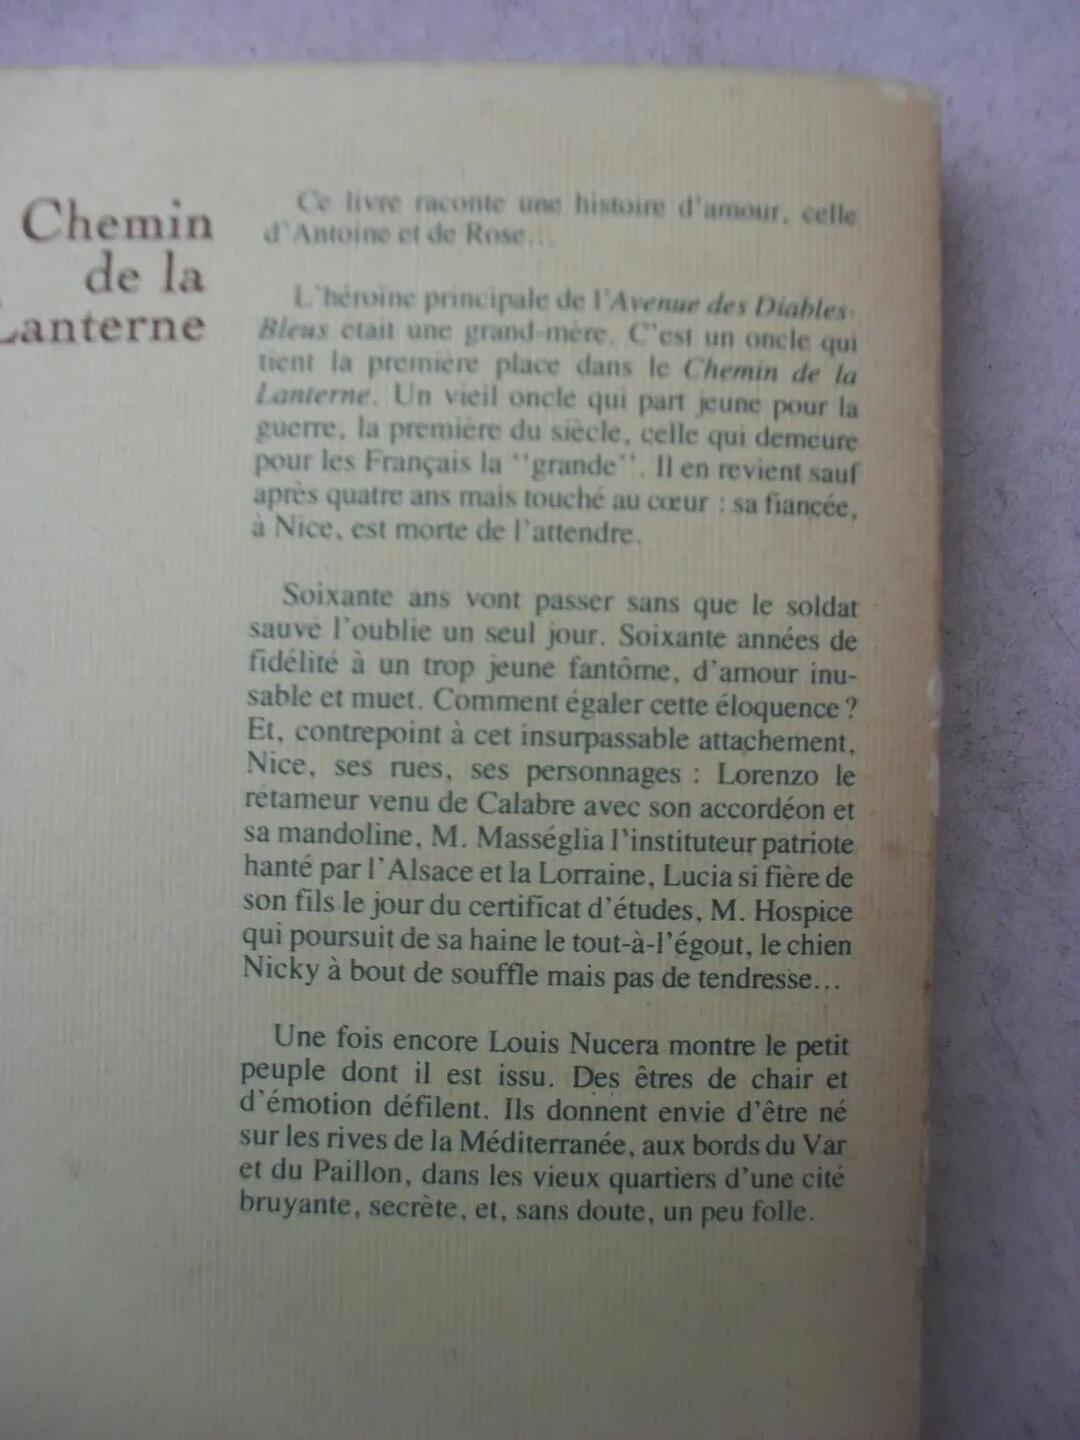 Chemin
de la
Lanterne
Ce livre raconte une histoire d'amour, celle
d'Antoine et de Rose...
L'héroïne principale de l'Avenue des Diables-
Bleus était une grand-mère. C'est un oncle qui
tient la première place dans le Chemin de la
Lanterne. Un vieil oncle qui part jeune pour la
guerre, la première du siècle, celle qui demeure
pour les Français la "grande". Il en revient sauf
après quatre ans mais touché au cœur : sa fiancée,
à Nice, est morte de l'attendre.
Soixante ans vont passer sans que le soldat
sauvé l'oublie un seul jour. Soixante années de
fidélité à un trop jeune fantôme, d'amour inu-
sable et muet. Comment égaler cette éloquence ?
Et, contrepoint à cet insurpassable attachement,
Nice, ses rues, ses personnages : Lorenzo le
rétameur venu de Calabre avec son accordéon et
sa mandoline, M. Masséglia l'instituteur patriote
hanté par l'Alsace et la Lorraine, Lucia si fière de
son fils le jour du certificat d'études, M. Hospice
qui poursuit de sa haine le tout-à-l'égout, le chien
Nicky à bout de souffle mais pas de tendresse...
Une fois encore Louis Nucera montre le petit
peuple dont il est issu. Des êtres de chair et
d'émotion défilent. Ils donnent envie d'être né
sur les rives de la Méditerranée, aux bords du Var
et du Paillon, dans les vieux quartiers d'une cité
bruyante, secrète, et, sans doute, un peu folle.